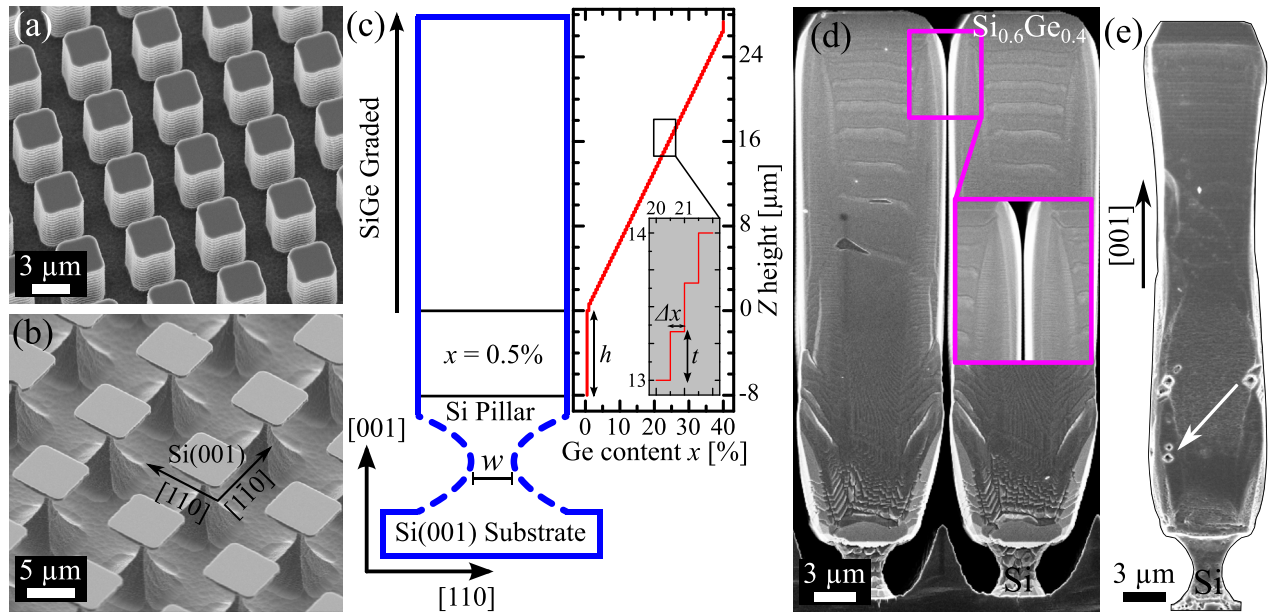 (a)
3 µm
(b)
Si(001)
[110]
[1̄10]
5 µm
(c)
SiGe Graded
x = 0.5%
h
Si Pillar
[001]
w
Si(001) Substrate
[110]
24
16
8
0
-8
Z height [µm]
20 21
14
Δx
t
13
0 10 20 30 40
Ge content x [%]
(d)
Si0.6Ge0.4
3 µm
Si
(e)
[001]
3 µm
Si